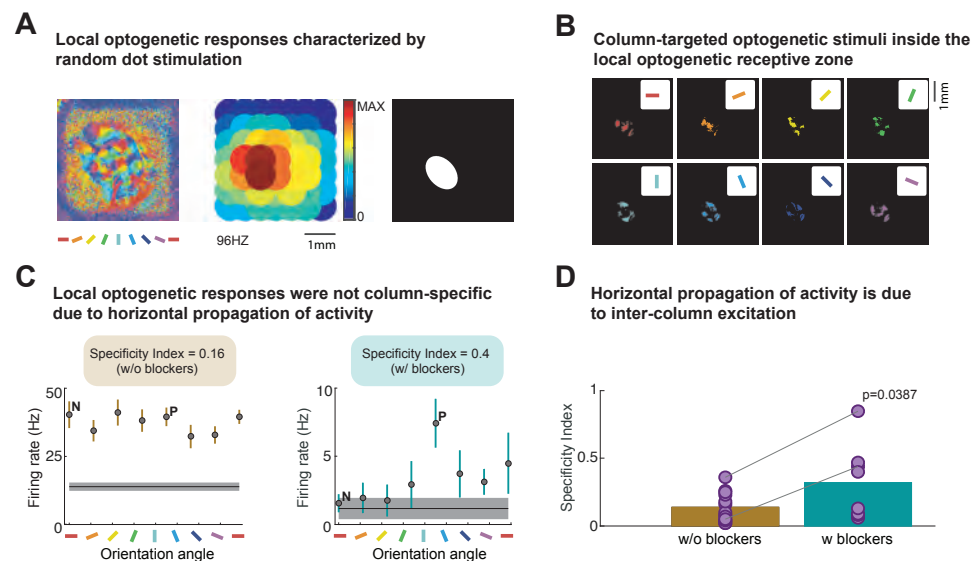 A
Local optogenetic responses characterized by
random dot stimulation
MAX
0
96HZ
1mm
B
Column-targeted optogenetic stimuli inside the
local optogenetic receptive zone
1mm
C
Local optogenetic responses were not column-specific
due to horizontal propagation of activity
Specificity Index = 0.16
(w/o blockers)
50
25
0
Firing rate (Hz)
N
P
Orientation angle
Specificity Index = 0.4
(w/ blockers)
10
5
0
Firing rate (Hz)
N
P
Orientation angle
D
Horizontal propagation of activity is due
to inter-column excitation
1
0.5
0
Specificity Index
p=0.0387
w/o blockers
w blockers